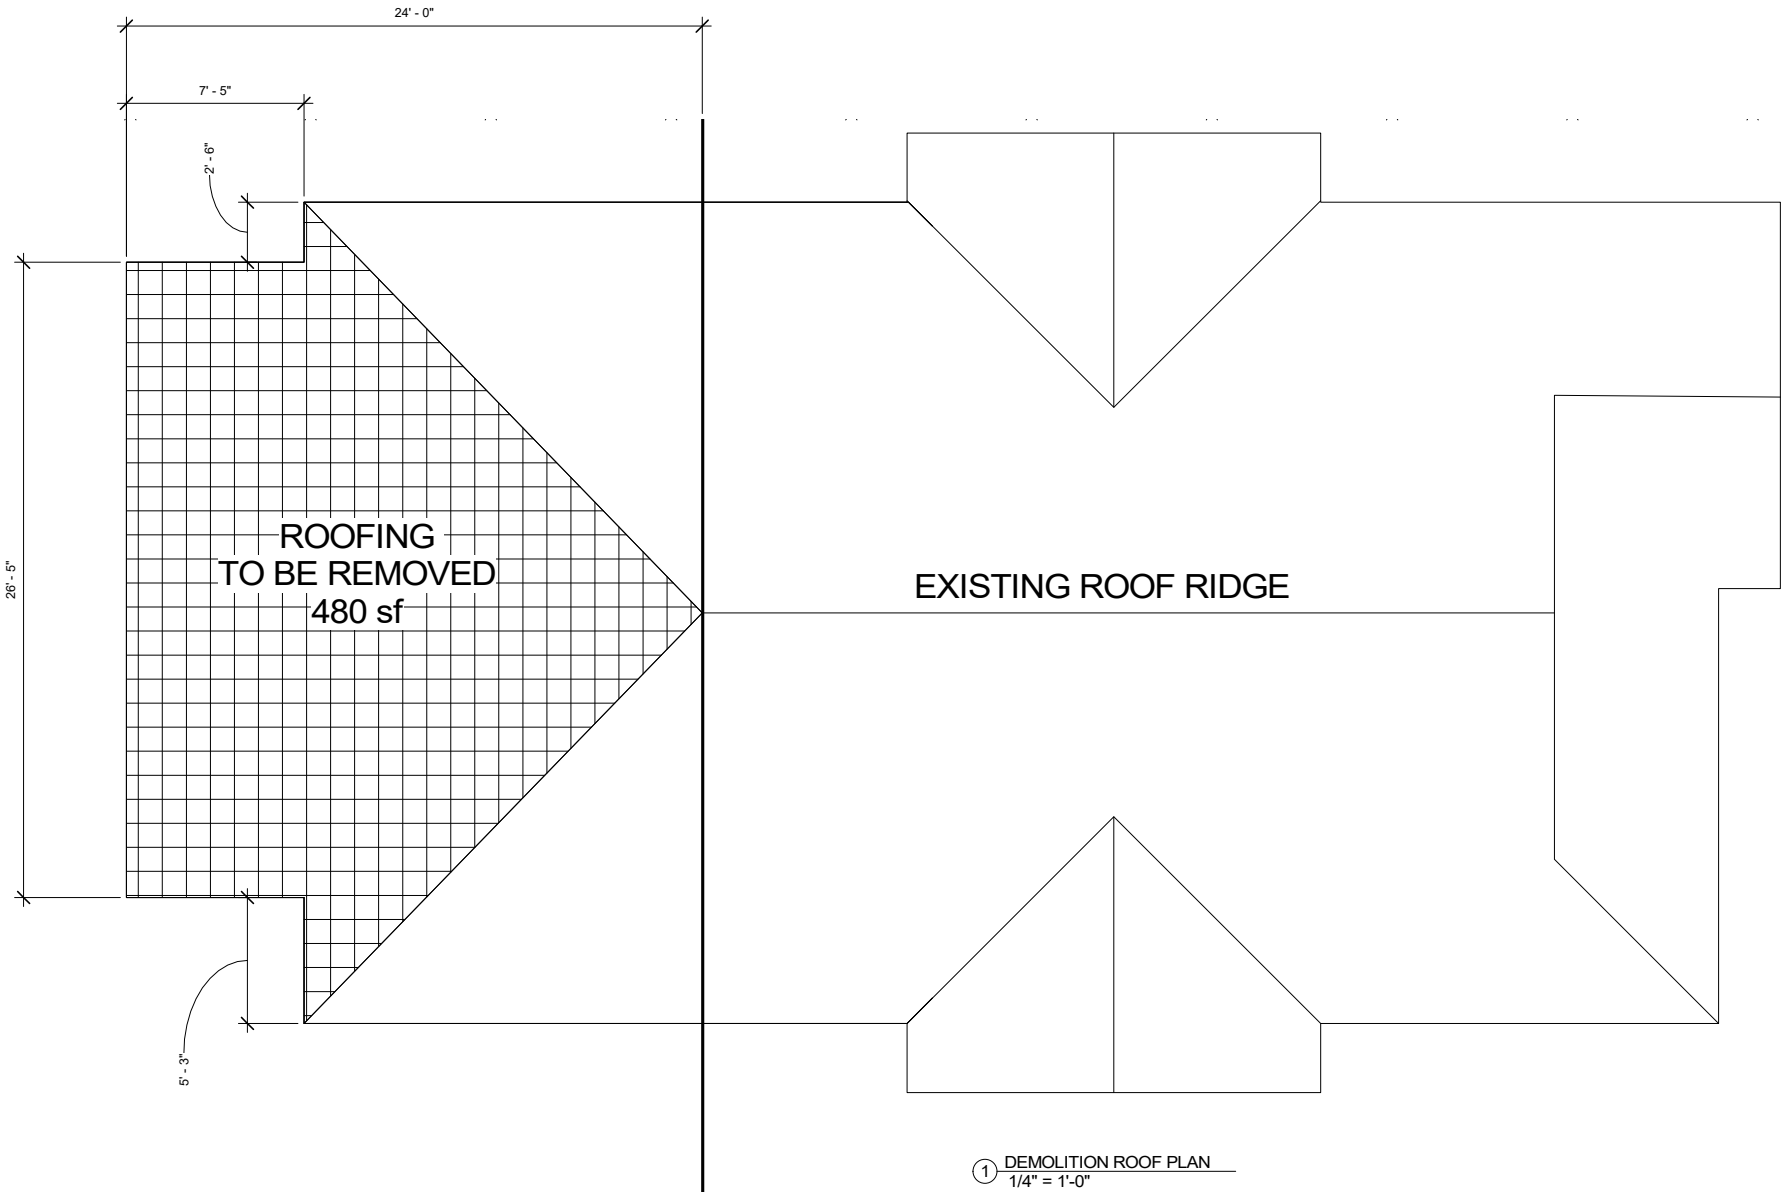 24' - 0"
7' - 5"
2' - 6"
ROOFING
TO BE REMOVED
480 sf
26' - 5"
EXISTING ROOF RIDGE
5' - 3"
1 DEMOLITION ROOF PLAN
1/4" = 1'-0"